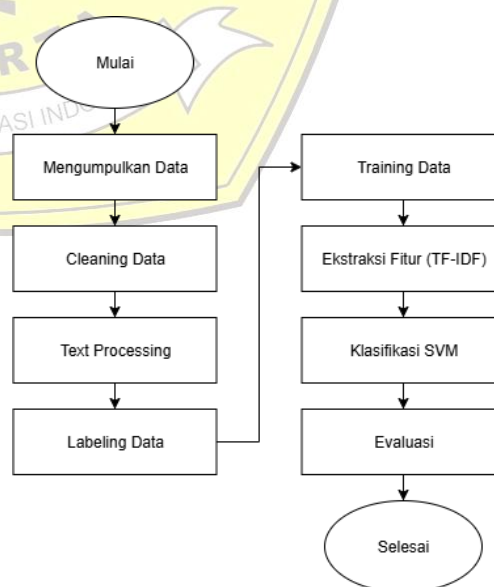 Mulai
Mengumpulkan Data
Cleaning Data
Text Processing
Labeling Data
Training Data
Ekstraksi Fitur (TF-IDF)
Klasifikasi SVM
Evaluasi
Selesai